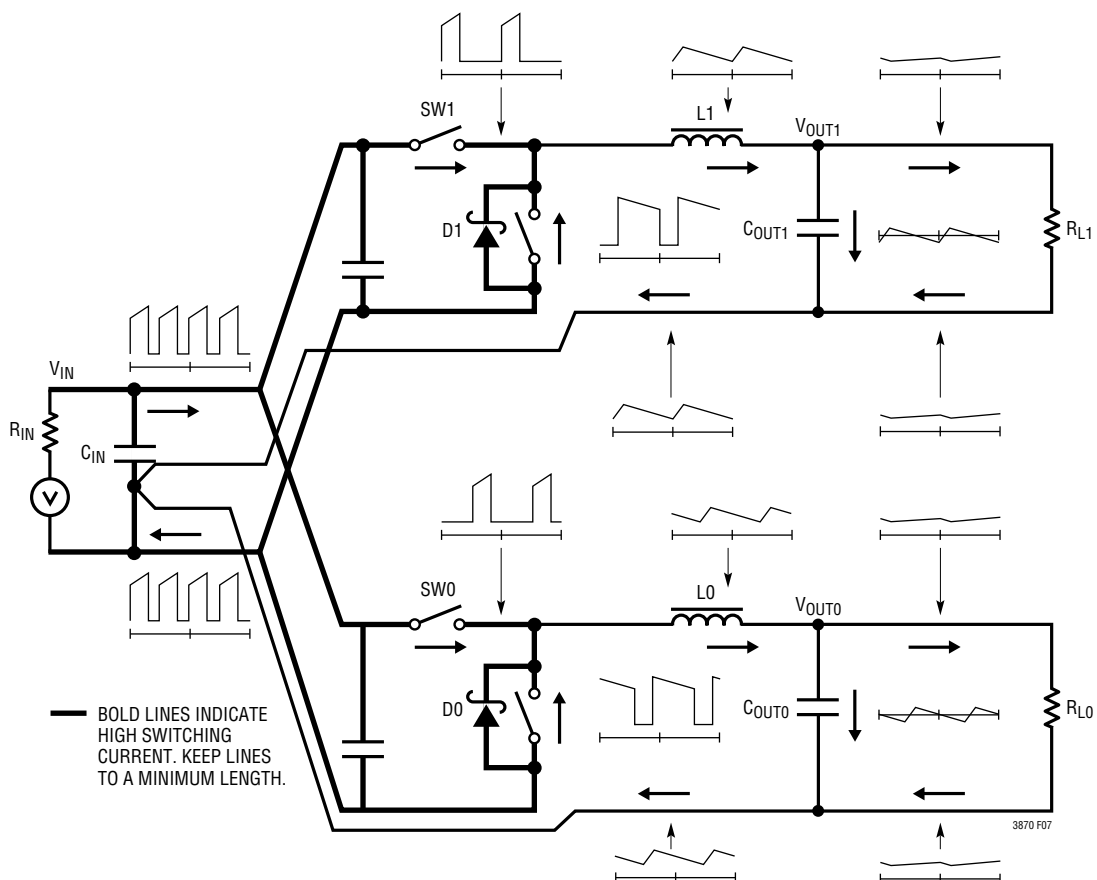 SW1
L1
VOUT1
D1
COUT1
RL1
VIN
RIN
CIN
V
SW0
L0
VOUT0
D0
COUT0
RL0
BOLD LINES INDICATE
HIGH SWITCHING
CURRENT. KEEP LINES
TO A MINIMUM LENGTH.
3870 F07